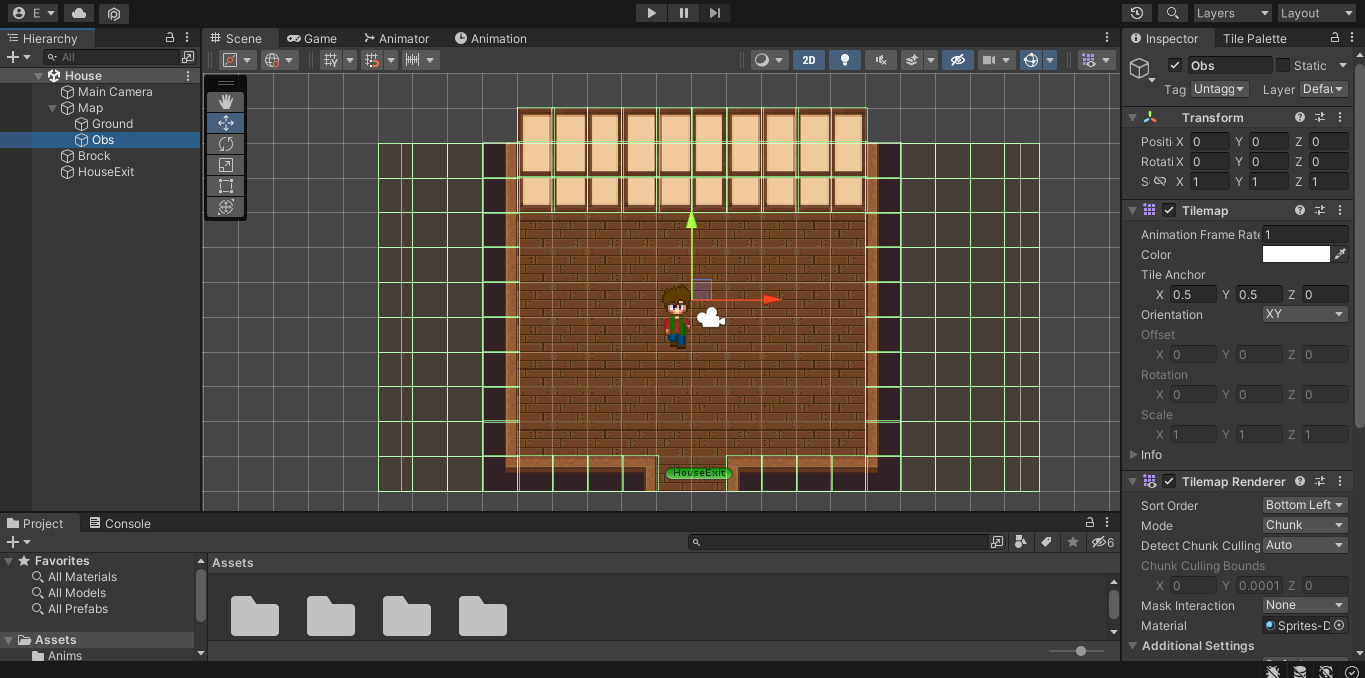 E
Layers
Layout
Hierarchy
Scene
Game
Animator
Animation
Inspector
Tile Palette
All
2D
House
Main Camera
Map
Ground
Obs
Brock
HouseExit
HouseExit
Obs
Static
Tag Untagg
Layer Defau
Transform
Positi X 0 Y 0 Z 0
Rotati X 0 Y 0 Z 0
S X 1 Y 1 Z 1
Tilemap
Animation Frame Rate 1
Color
Tile Anchor
X 0.5 Y 0.5 Z 0
Orientation XY
Offset
X 0 Y 0 Z 0
Rotation
X 0 Y 0 Z 0
Scale
X 1 Y 1 Z 1
Info
Tilemap Renderer
Sort Order Bottom Left
Mode Chunk
Detect Chunk Culling Auto
Chunk Culling Bounds
X 0 Y 0.0001 Z 0
Mask Interaction None
Material Sprites-D
Additional Settings
Project
Console
6
Favorites
All Materials
All Models
All Prefabs
Assets
Anims
Assets